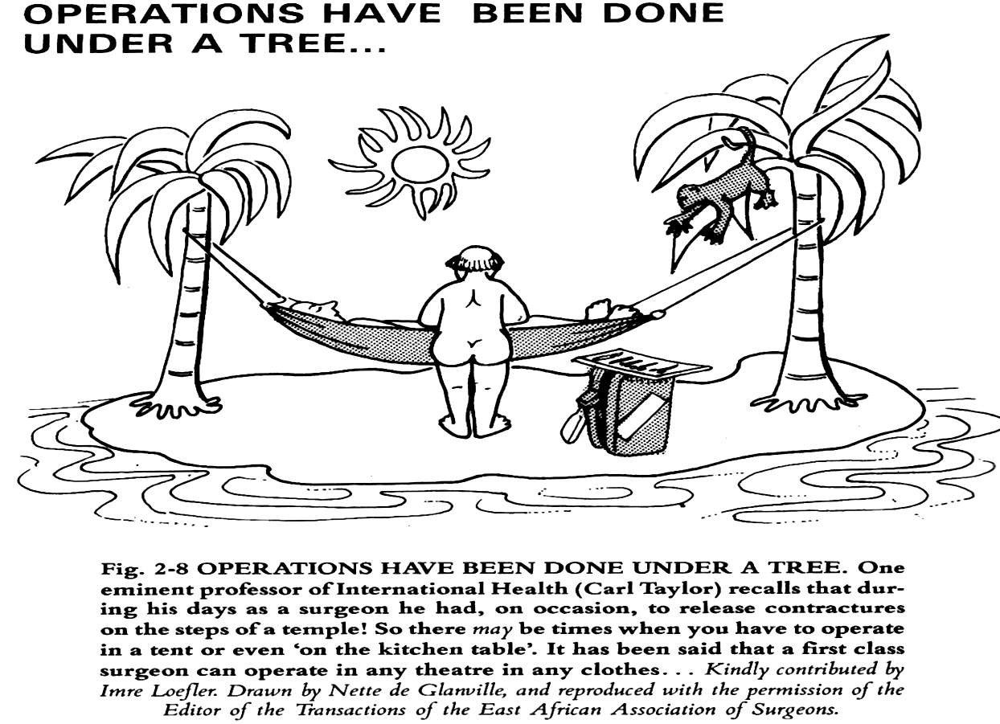 OPERATIONS HAVE BEEN DONE
UNDER A TREE...
Fig. 2-8 OPERATIONS HAVE BEEN DONE UNDER A TREE. One
eminent professor of International Health (Carl Taylor) recalls that dur-
ing his days as a surgeon he had, on occasion, to release contractures
on the steps of a temple! So there may be times when you have to operate
in a tent or even ‘on the kitchen table’. It has been said that a first class
surgeon can operate in any theatre in any clothes. . . Kindly contributed by
Imre Loefler. Drawn by Nette de Glanville, and reproduced with the permission of the
Editor of the Transactions of the East African Association of Surgeons.